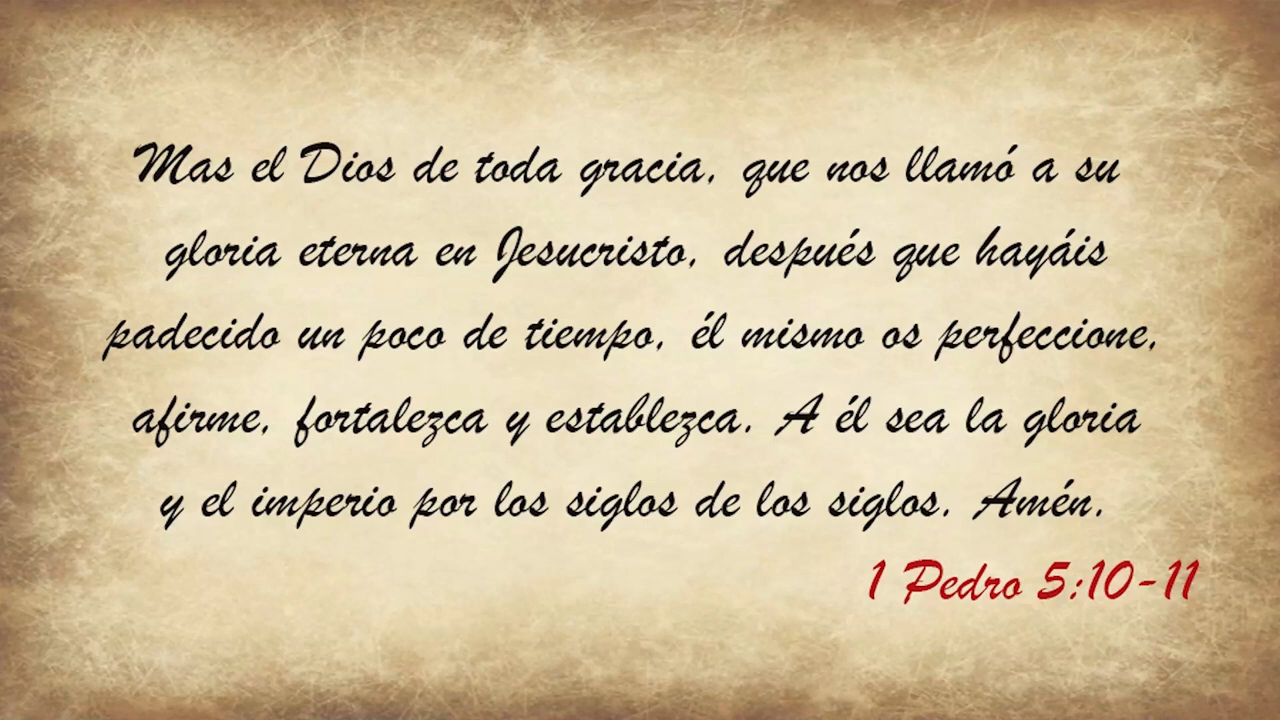 Mas el Dios de toda gracia, que nos llamó a su
gloria eterna en Jesucristo, después que hayáis
padecido un poco de tiempo, él mismo os perfeccione,
afirme, fortalezca y establezca. A él sea la gloria
y el imperio por los siglos de los siglos. Amén.
1 Pedro 5:10-11